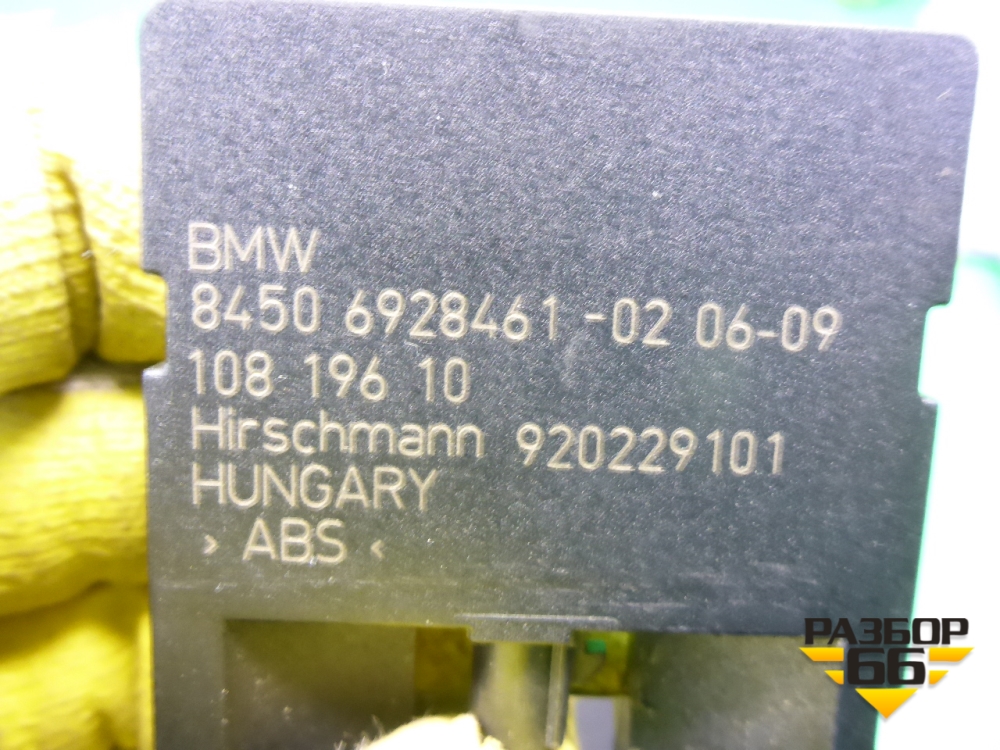 BMW
8450 6928461 -02 06-09
108 196 10
Hirschmann 920229101
HUNGARY
> ABS <
РАЗБОР
66